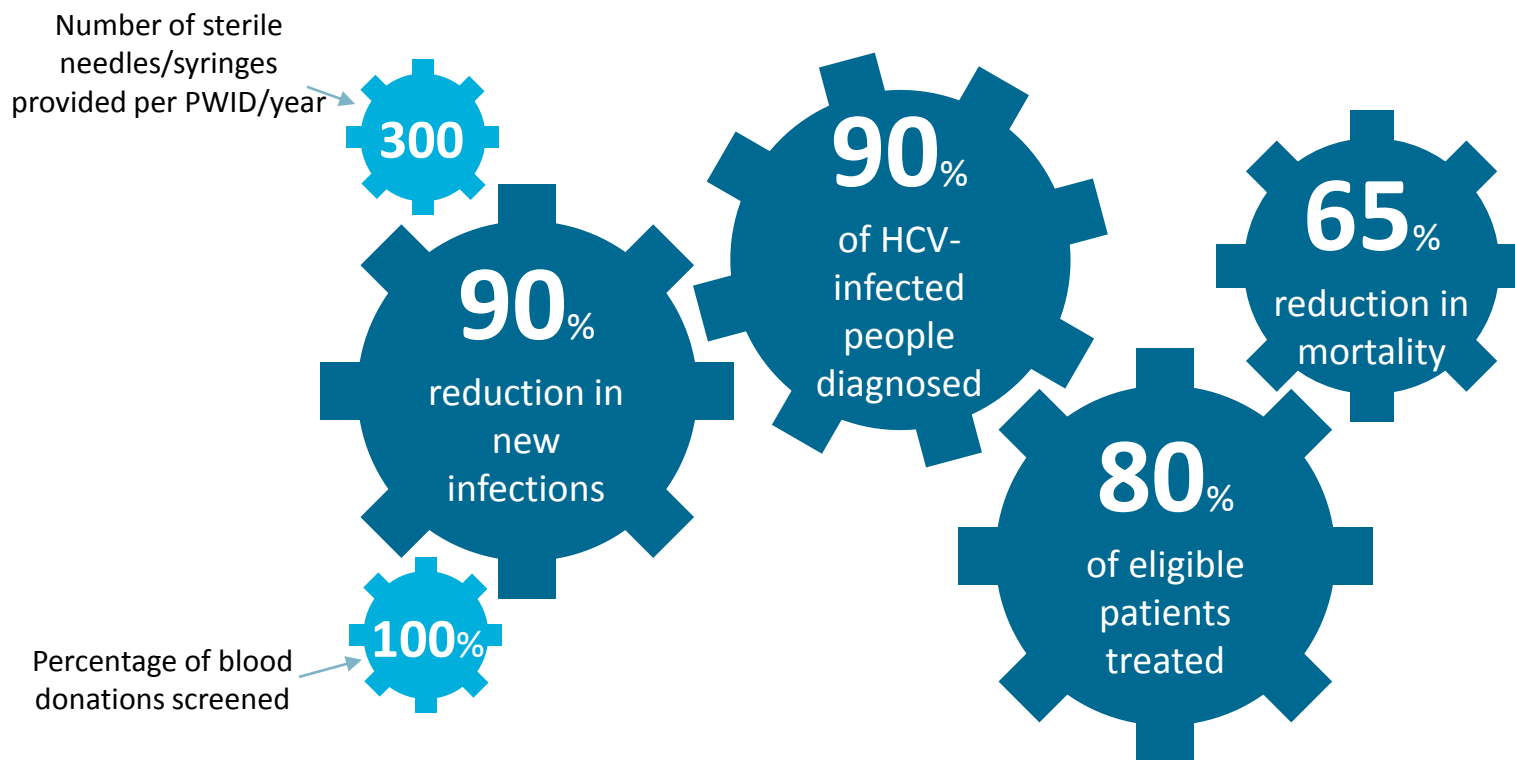 Number of sterile
needles/syringes
provided per PWID/year
300
90%
reduction in
new
infections
100%
Percentage of blood
donations screened
90%
of HCV-
infected
people
diagnosed
80%
of eligible
patients
treated
65%
reduction in
mortality